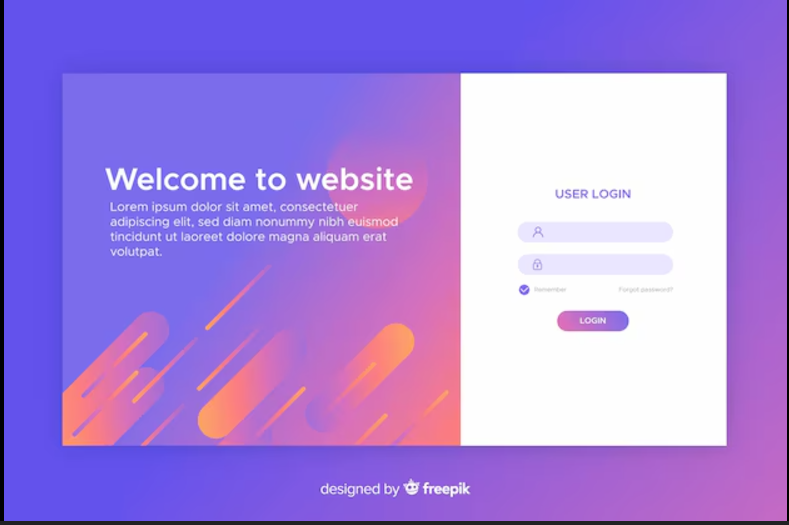 Welcome to website
Lorem ipsum dolor sit amet, consectetuer
adipiscing elit, sed diam nonummy nibh euismod
tincidunt ut laoreet dolore magna aliquam erat
volutpat.
USER LOGIN
Remember
Forgot password?
LOGIN
designed by freepik